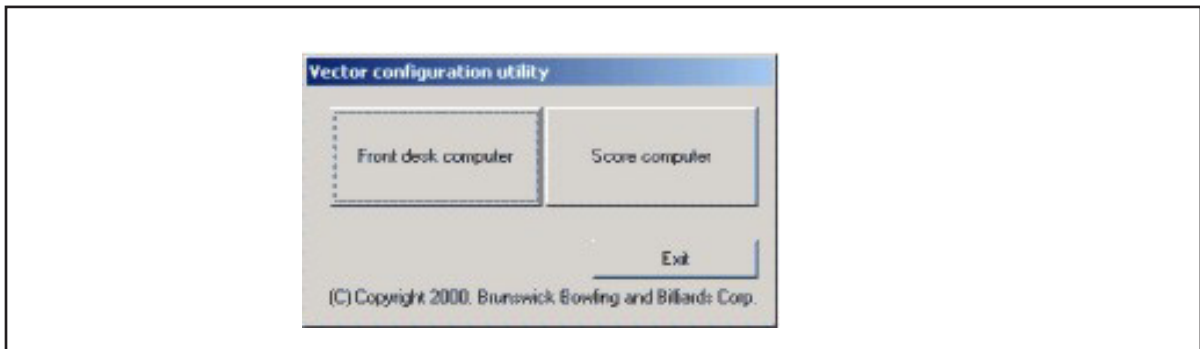 Vector configuration utility
Front desk computer
Score computer
Exit
(C) Copyright 2000. Brunswick Bowling and Billiards Corp.